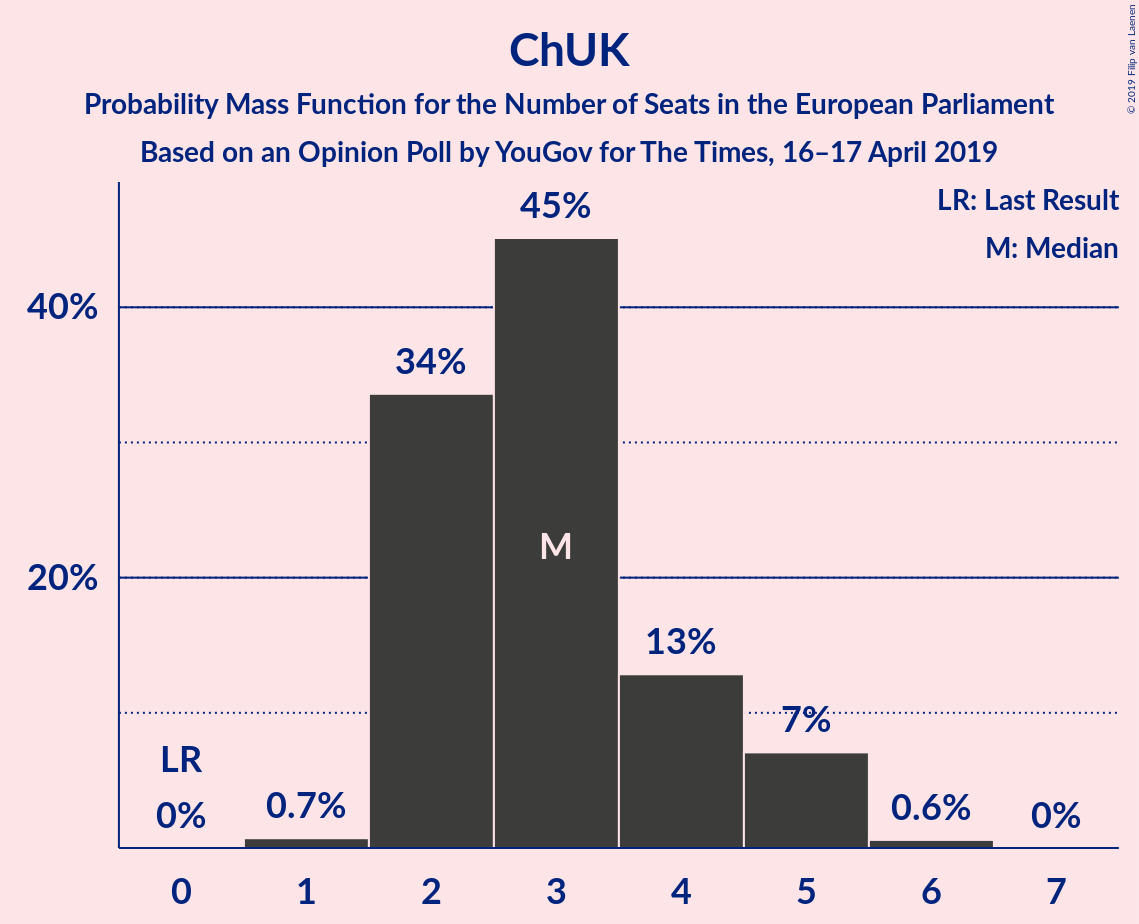 ChUK
Probability Mass Function for the Number of Seats in the European Parliament
Based on an Opinion Poll by YouGov for The Times, 16–17 April 2019
© 2019 Filip van Laenen
LR: Last Result
M: Median
45%
40%
34%
M
20%
13%
7%
LR
0%
0.7%
0.6%
0%
0 1 2 3 4 5 6 7